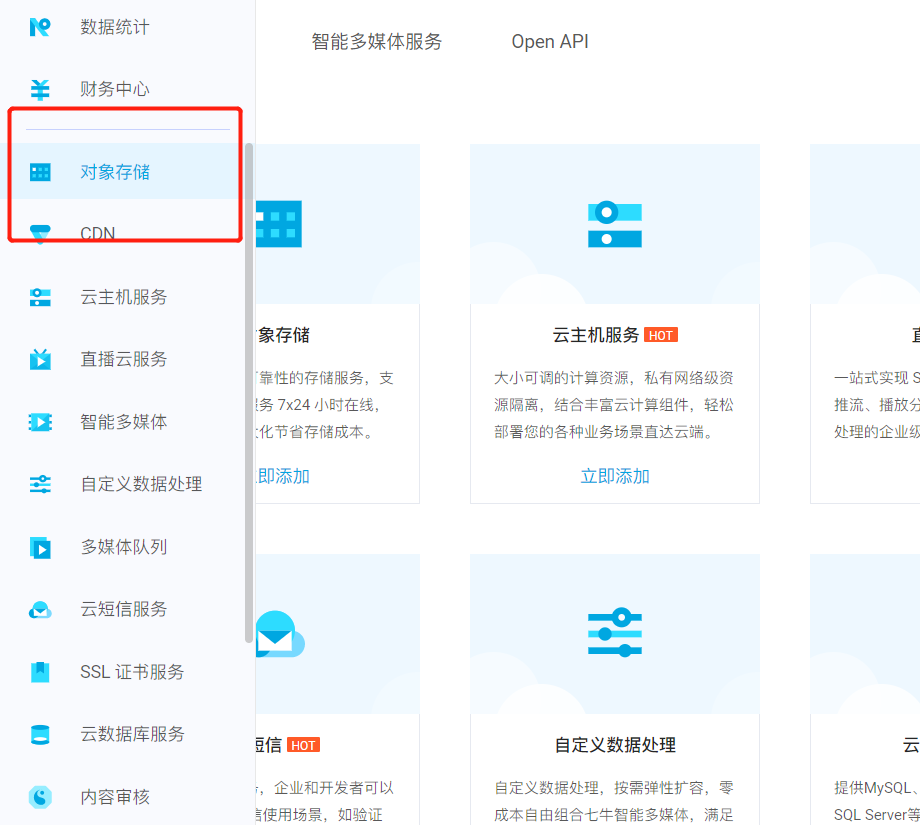 数据统计
财务中心
对象存储
CDN
云主机服务
直播云服务
智能多媒体
自定义数据处理
多媒体队列
云短信服务
SSL 证书服务
云数据库服务
内容审核
智能多媒体服务 Open API
象存储
靠性的存储服务，支
务 7x24 小时在线，
化节省存储成本。
即添加
云主机服务 HOT
大小可调的计算资源，私有网络级资
源隔离，结合丰富云计算组件，轻松
部署您的各种业务场景直达云端。
立即添加
一站式实现 S
推流、播放分
处理的企业级
信 HOT
，企业和开发者可以
信使用场景，如验证
自定义数据处理
自定义数据处理，按需弹性扩容，零
成本自由组合七牛智能多媒体，满足
云
提供MySQL、
SQL Server等